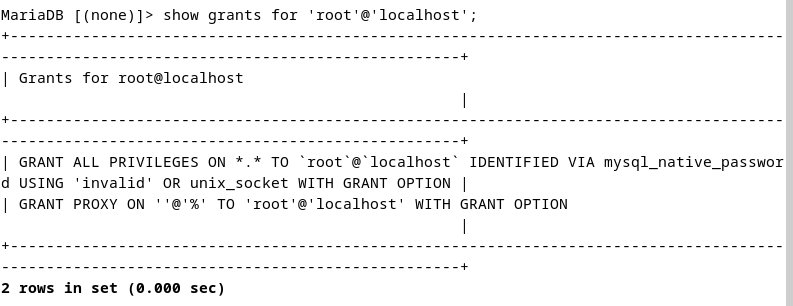 MariaDB [(none)]> show grants for 'root'@'localhost';
+--------------------------------------------------------------------------------------
---------------------------------------------------+
| Grants for root@localhost
                                                   |
+--------------------------------------------------------------------------------------
---------------------------------------------------+
| GRANT ALL PRIVILEGES ON *.* TO `root`@`localhost` IDENTIFIED VIA mysql_native_passwor
d USING 'invalid' OR unix_socket WITH GRANT OPTION |
| GRANT PROXY ON ''@'%' TO 'root'@'localhost' WITH GRANT OPTION
                                                   |
+--------------------------------------------------------------------------------------
---------------------------------------------------+
2 rows in set (0.000 sec)